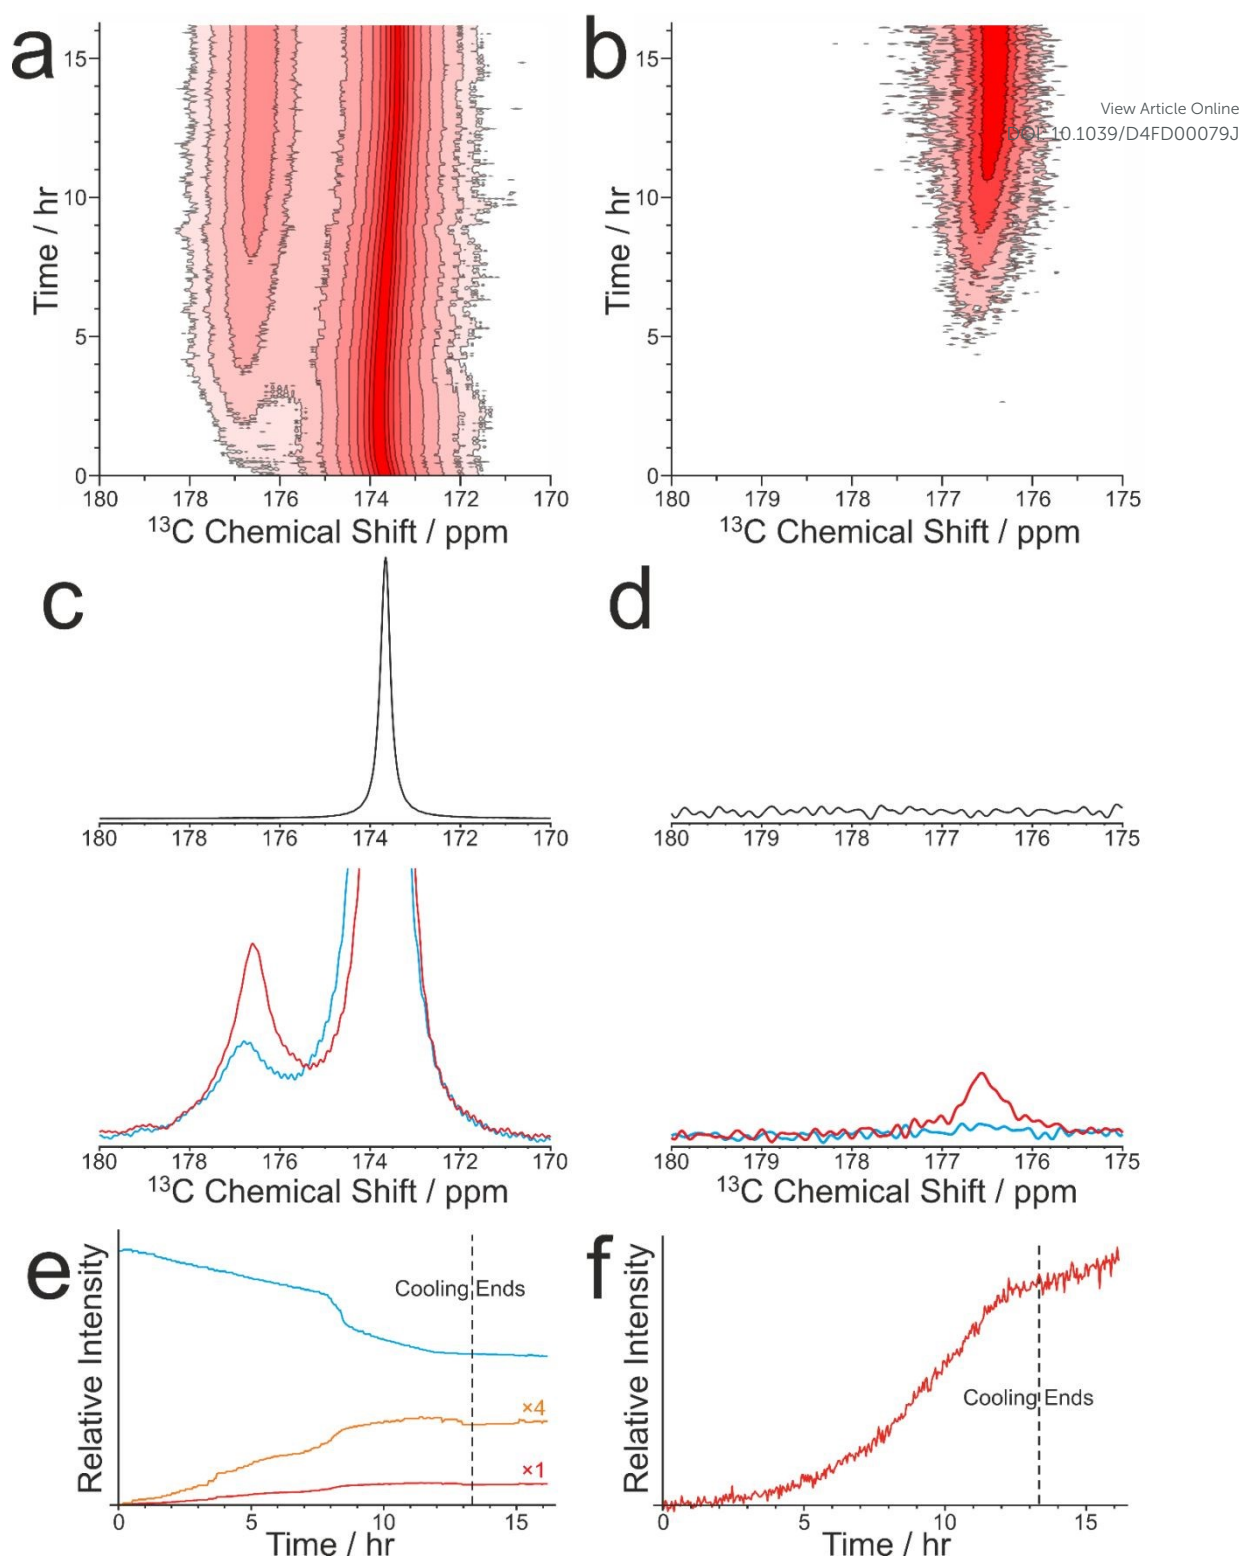 a
b
View Article Online
DOI: 10.1039/D4FD00079J
15
10
5
0
Time / hr
180 178 176 174 172 170
¹³C Chemical Shift / ppm
15
10
5
0
Time / hr
180 179 178 177 176 175
¹³C Chemical Shift / ppm
c
d
180 178 176 174 172 170
180 179 178 177 176 175
180 178 176 174 172 170
¹³C Chemical Shift / ppm
180 179 178 177 176 175
¹³C Chemical Shift / ppm
e
Relative Intensity
Cooling Ends
×4
×1
0 5 10 15
Time / hr
f
Relative Intensity
Cooling Ends
0 5 10 15
Time / hr